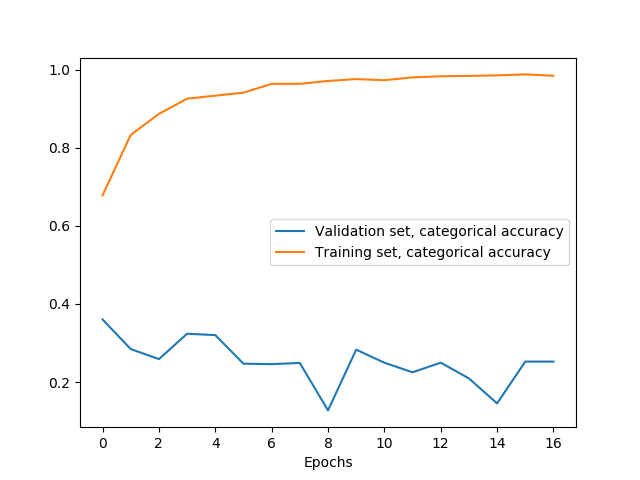 1.0
0.8
0.6
0.4
0.2
Validation set, categorical accuracy
Training set, categorical accuracy
0 2 4 6 8 10 12 14 16
Epochs